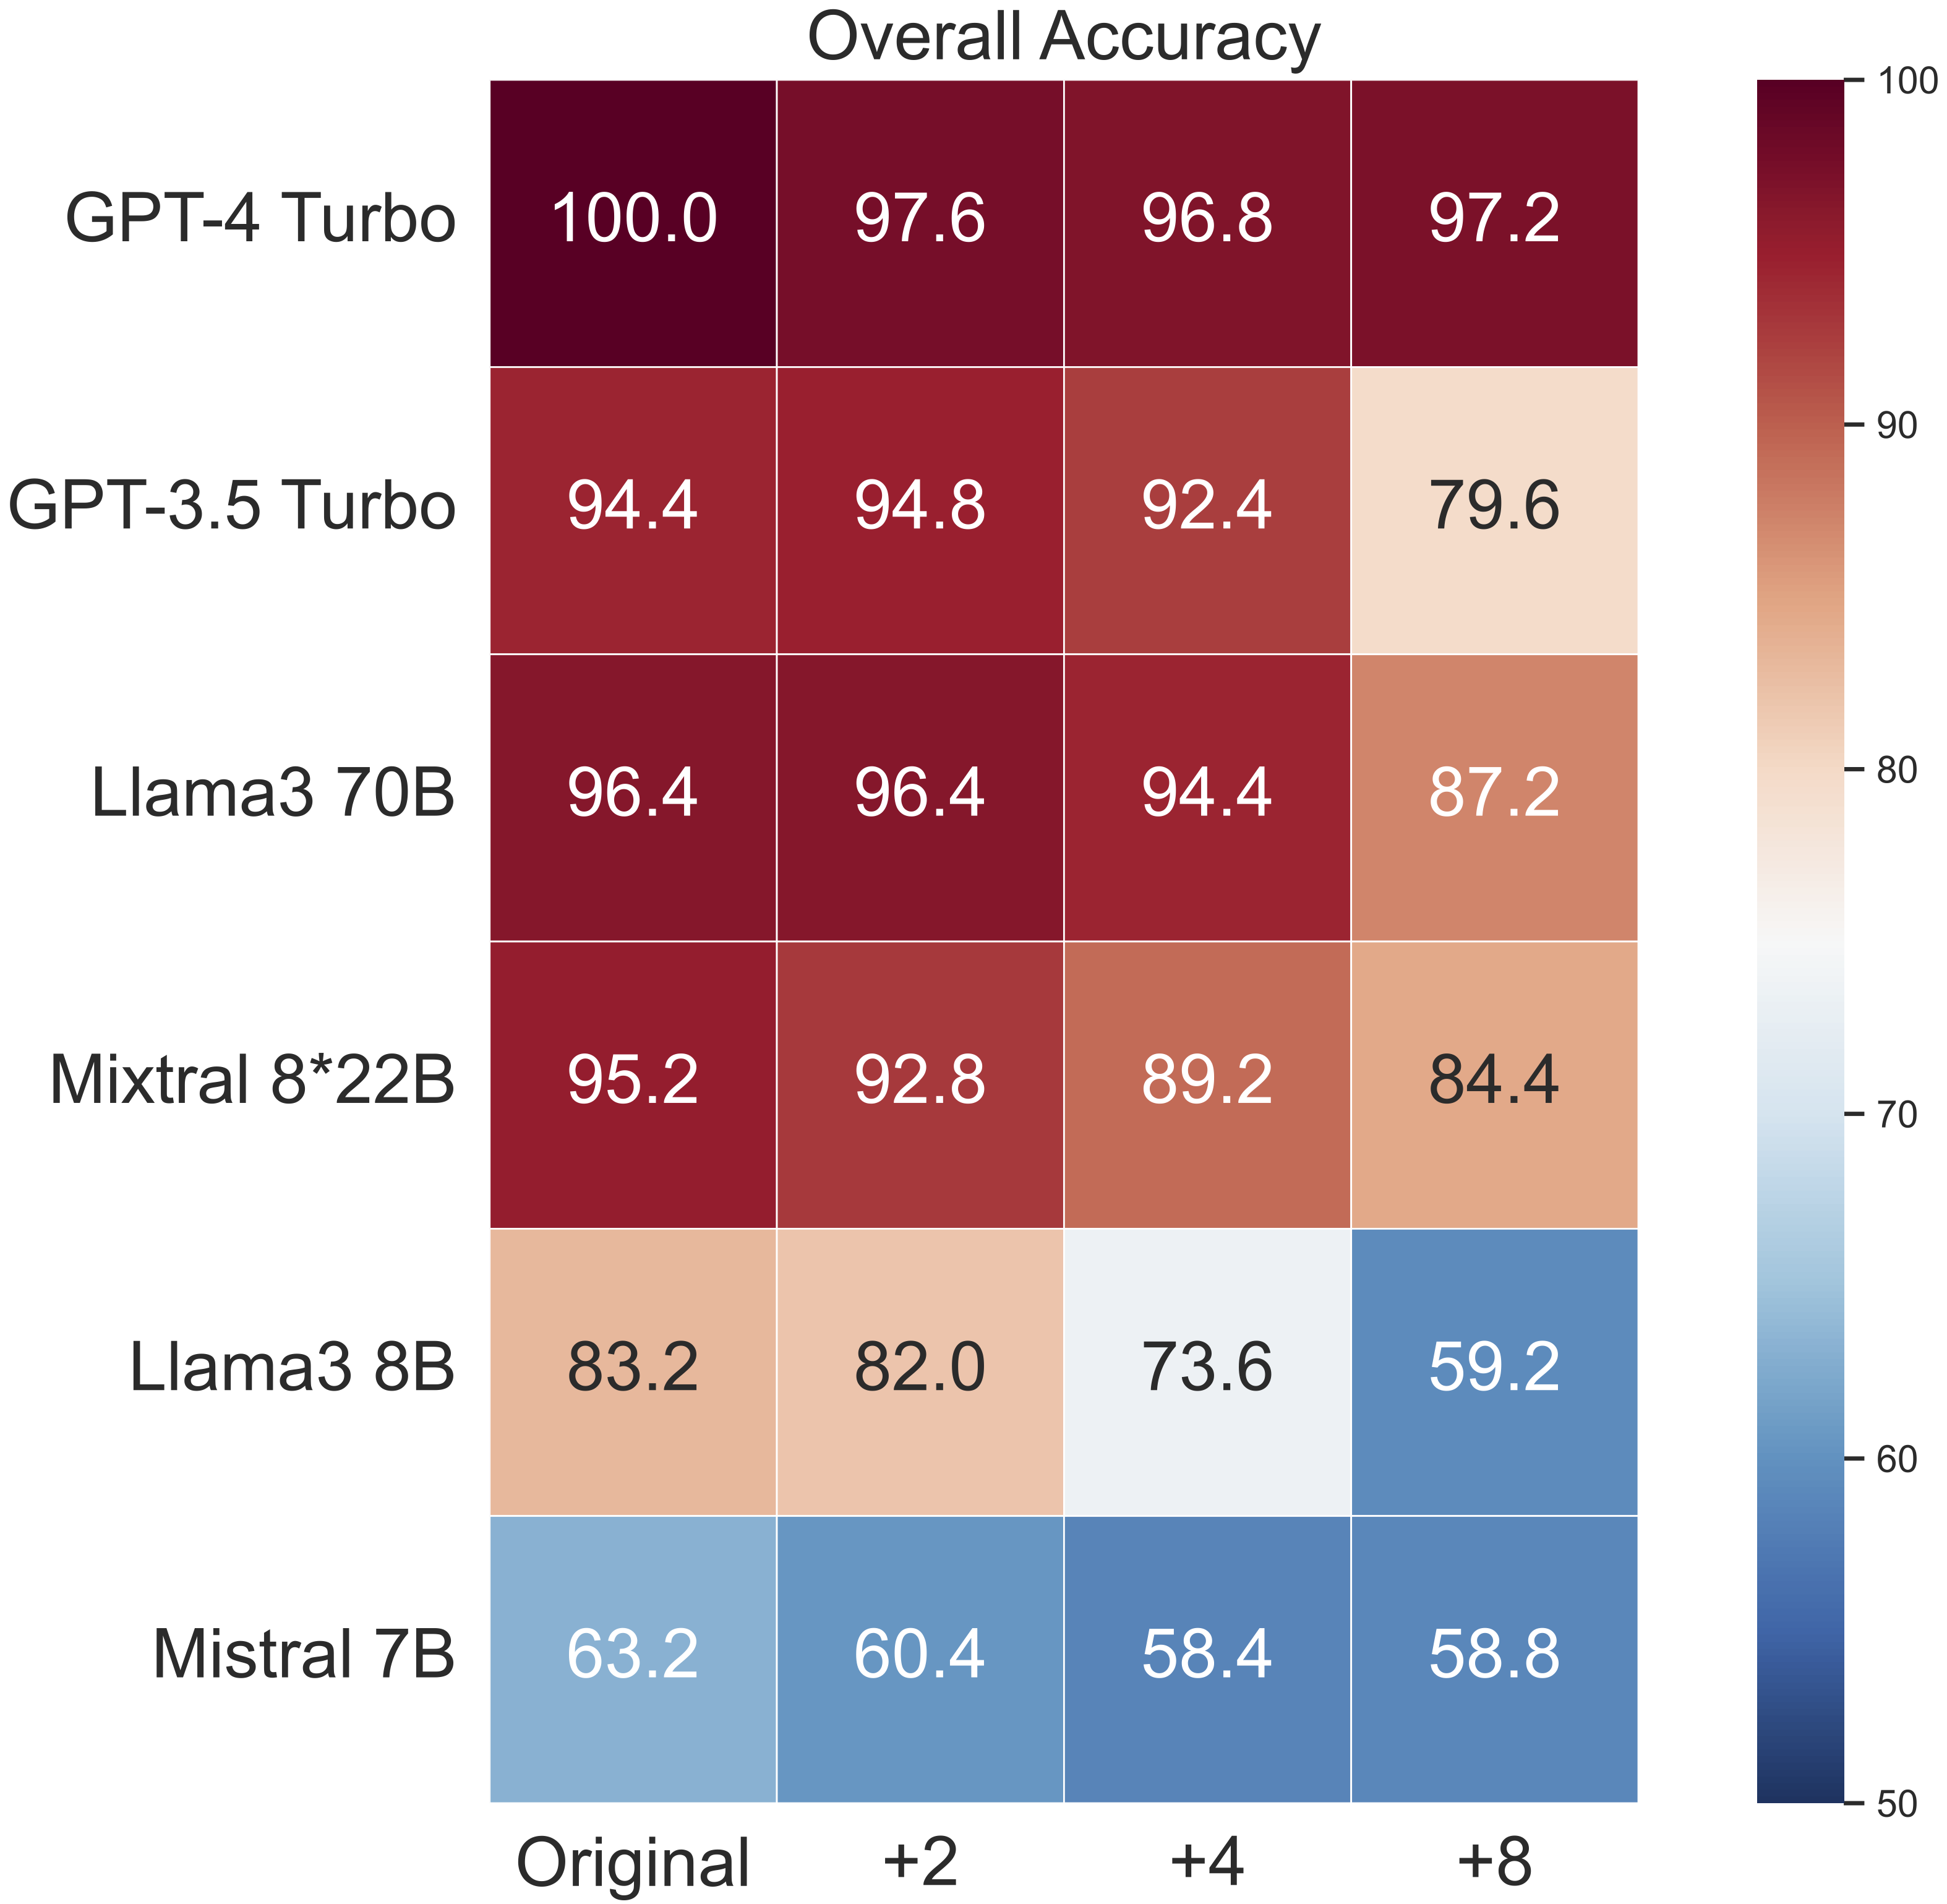 Overall Accuracy
GPT-4 Turbo 100.0 97.6 96.8 97.2
GPT-3.5 Turbo 94.4 94.8 92.4 79.6
Llama3 70B 96.4 96.4 94.4 87.2
Mixtral 8*22B 95.2 92.8 89.2 84.4
Llama3 8B 83.2 82.0 73.6 59.2
Mistral 7B 63.2 60.4 58.4 58.8
Original +2 +4 +8
100
90
80
70
60
50